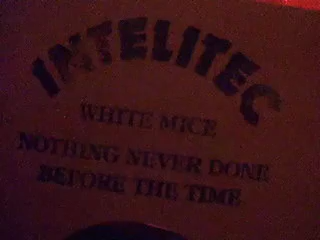 INTELITEC
WHITE MICE
NOTHING NEVER DONE
BEFORE THE TIME